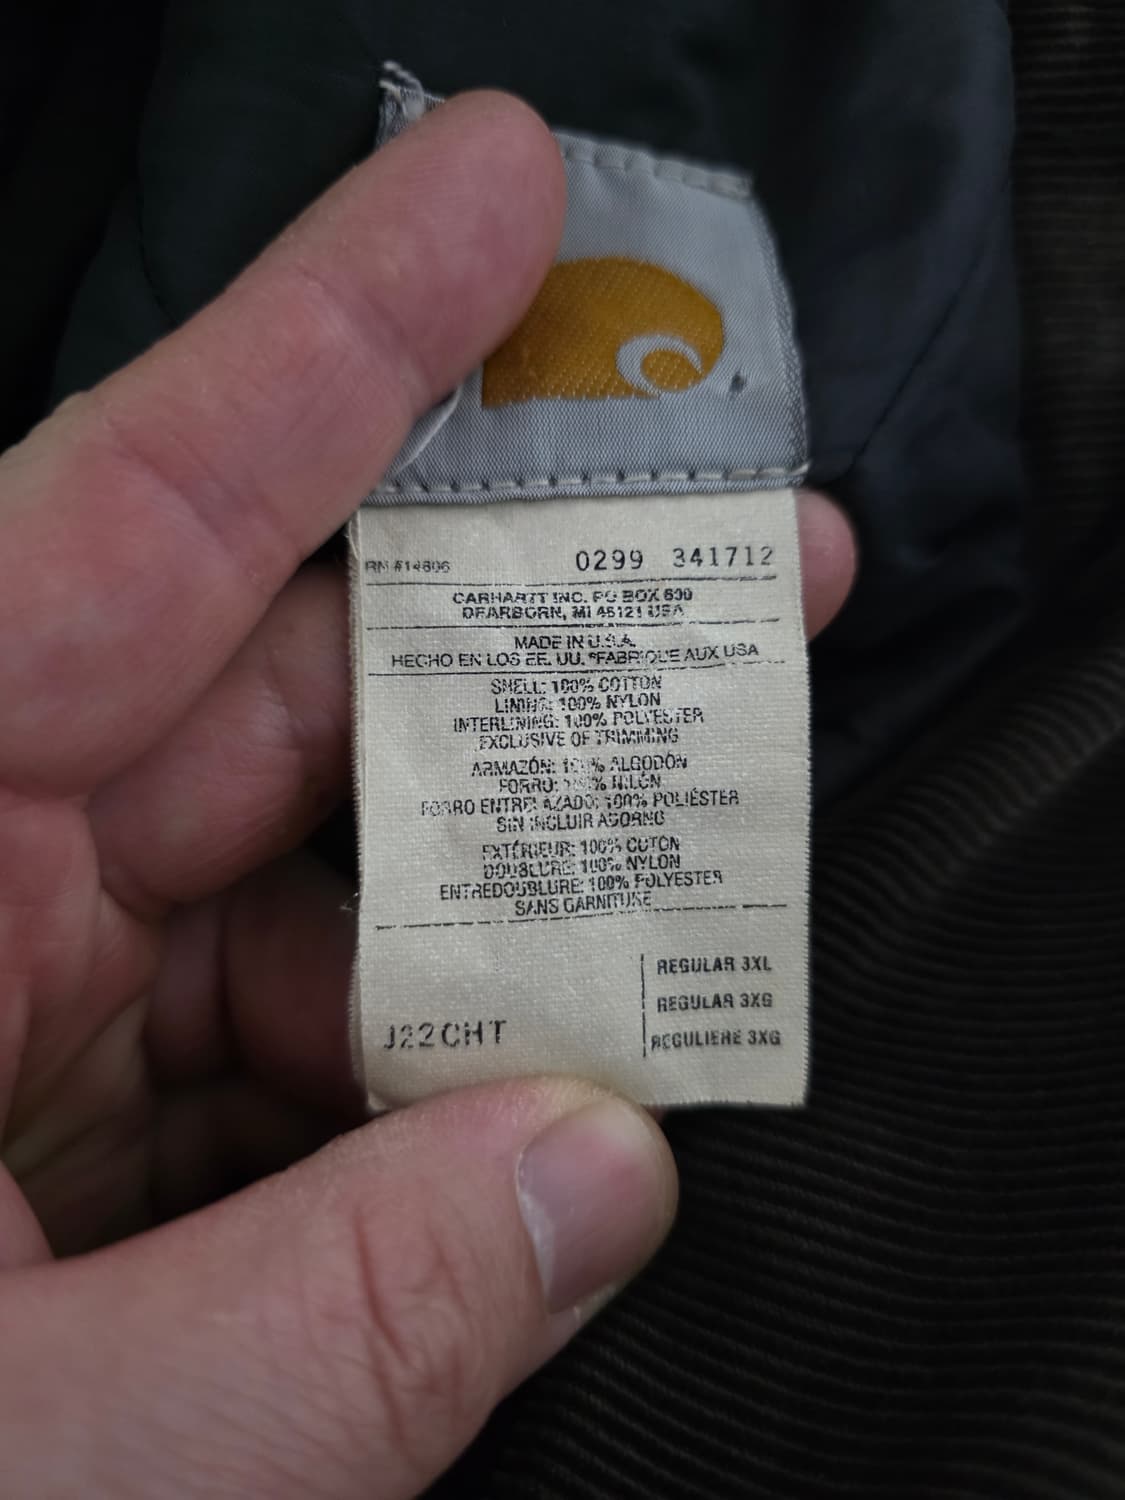 RN #14806 0299 341712
CARHARTT INC. PO BOX 600
DEARBORN, MI 48121 USA
MADE IN U.S.A.
HECHO EN LOS EE. UU. *FABRIQUE AUX USA
SHELL: 100% COTTON
LINING: 100% NYLON
INTERLINING: 100% POLYESTER
EXCLUSIVE OF TRIMMING
ARMAZÓN: 100% ALGODÓN
FORRO: 100% NILÓN
FORRO ENTRELAZADO: 100% POLIÉSTER
SIN INCLUIR ADORNO
EXTÉRIEUR: 100% COTON
DOUBLURE: 100% NYLON
ENTREDOUBLURE: 100% POLYESTER
SANS GARNITURE
REGULAR 3XL
REGULAR 3XG
J22CHT
REGULIERE 3XG